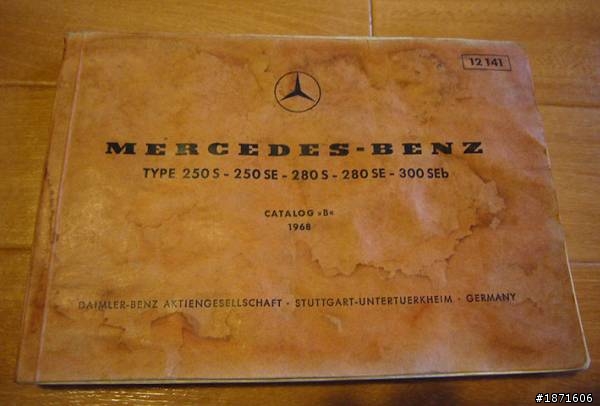 12 141
MERCEDES-BENZ
TYPE 250 S - 250 SE - 280 S - 280 SE - 300 SEb
CATALOG »B«
1968
DAIMLER-BENZ AKTIENGESELLSCHAFT · STUTTGART-UNTERTUERKHEIM · GERMANY
#1871606